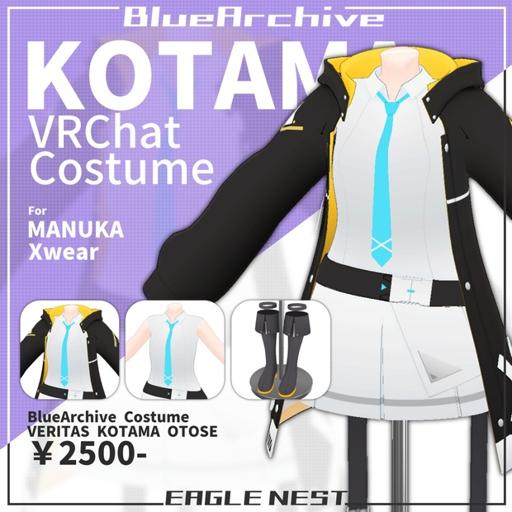 BlueArchive
KOTAMA
VRChat
Costume
For
MANUKA
Xwear
BlueArchive Costume
VERITAS KOTAMA OTOSE
￥2500-
EAGLE NEST